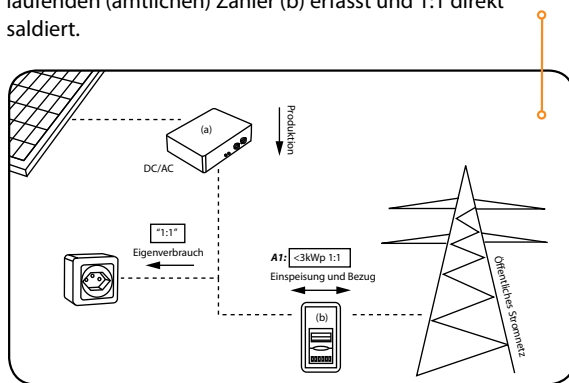 laufenden (amtlichen) Zähler (b) erfasst und 1:1 direkt
saldiert.
(a)
DC/AC
Produktion
"1:1"
Eigenverbrauch
A1: <3kWp 1:1
Einspeisung und Bezug
(b)
Öffentliches Stromnetz